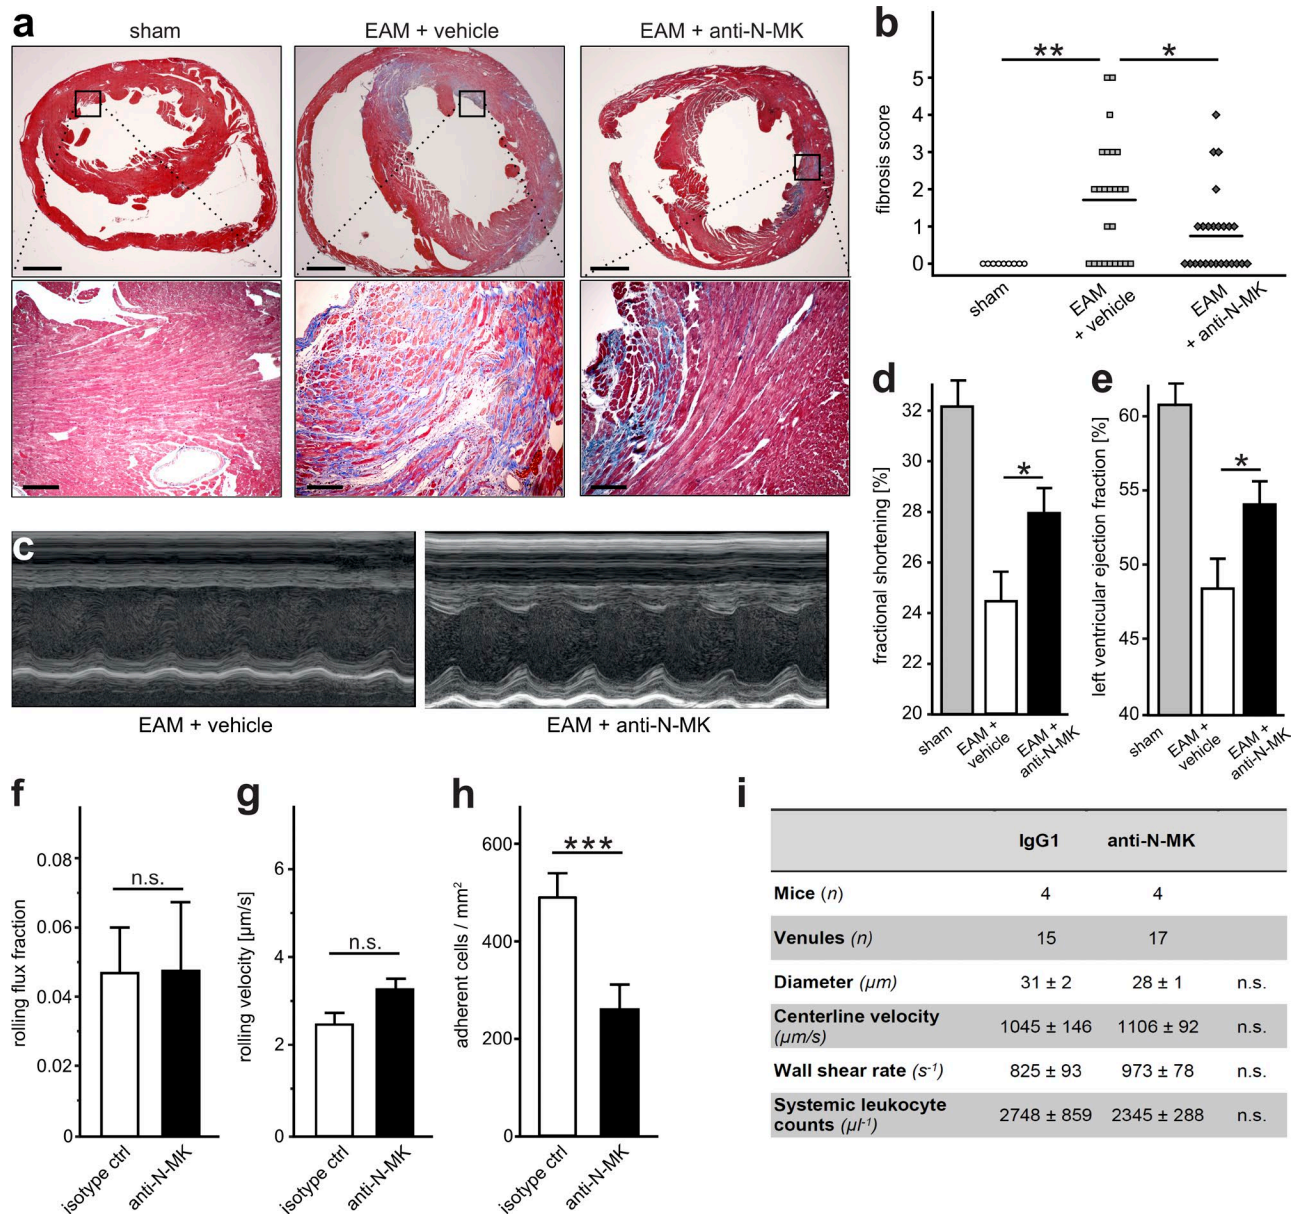 a
sham
EAM + vehicle
EAM + anti-N-MK
b
**
*
fibrosis score
5
4
3
2
1
0
sham
EAM
+ vehicle
EAM
+ anti-N-MK
c
EAM + vehicle
EAM + anti-N-MK
d
fractional shortening [%]
32
30
28
26
24
22
20
*
sham
EAM +
vehicle
EAM +
anti-N-MK
e
left ventricular ejection fraction [%]
60
55
50
45
40
*
sham
EAM +
vehicle
EAM +
anti-N-MK
f
rolling flux fraction
0.08
0.06
0.04
0.02
0
n.s.
isotype ctrl
anti-N-MK
g
rolling velocity [µm/s]
6
4
2
0
n.s.
isotype ctrl
anti-N-MK
h
adherent cells / mm²
600
400
200
0
***
isotype ctrl
anti-N-MK
i
IgG1 anti-N-MK
Mice (n) 4 4
Venules (n) 15 17
Diameter (µm) 31 ± 2 28 ± 1 n.s.
Centerline velocity
(µm/s) 1045 ± 146 1106 ± 92 n.s.
Wall shear rate (s⁻¹) 825 ± 93 973 ± 78 n.s.
Systemic leukocyte
counts (µl⁻¹) 2748 ± 859 2345 ± 288 n.s.